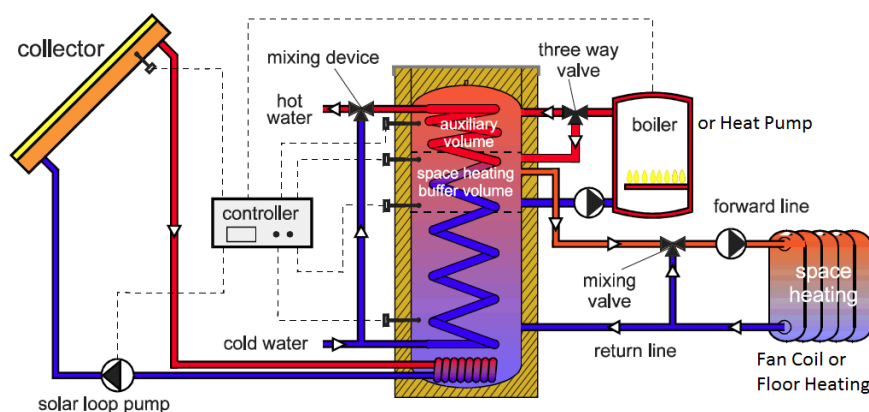 collector
mixing device
hot
water
three way
valve
boiler
or Heat Pump
auxiliary
volume
space heating
buffer volume
controller
forward line
mixing
valve
space
heating
cold water
return line
Fan Coil or
Floor Heating
solar loop pump